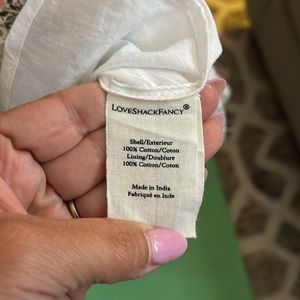 LoveShackFancy®
Shell/Exterieur
100% Cotton/Coton
Lining/Doublure
100% Cotton/Coton
Made in India
Fabriqué en Inde